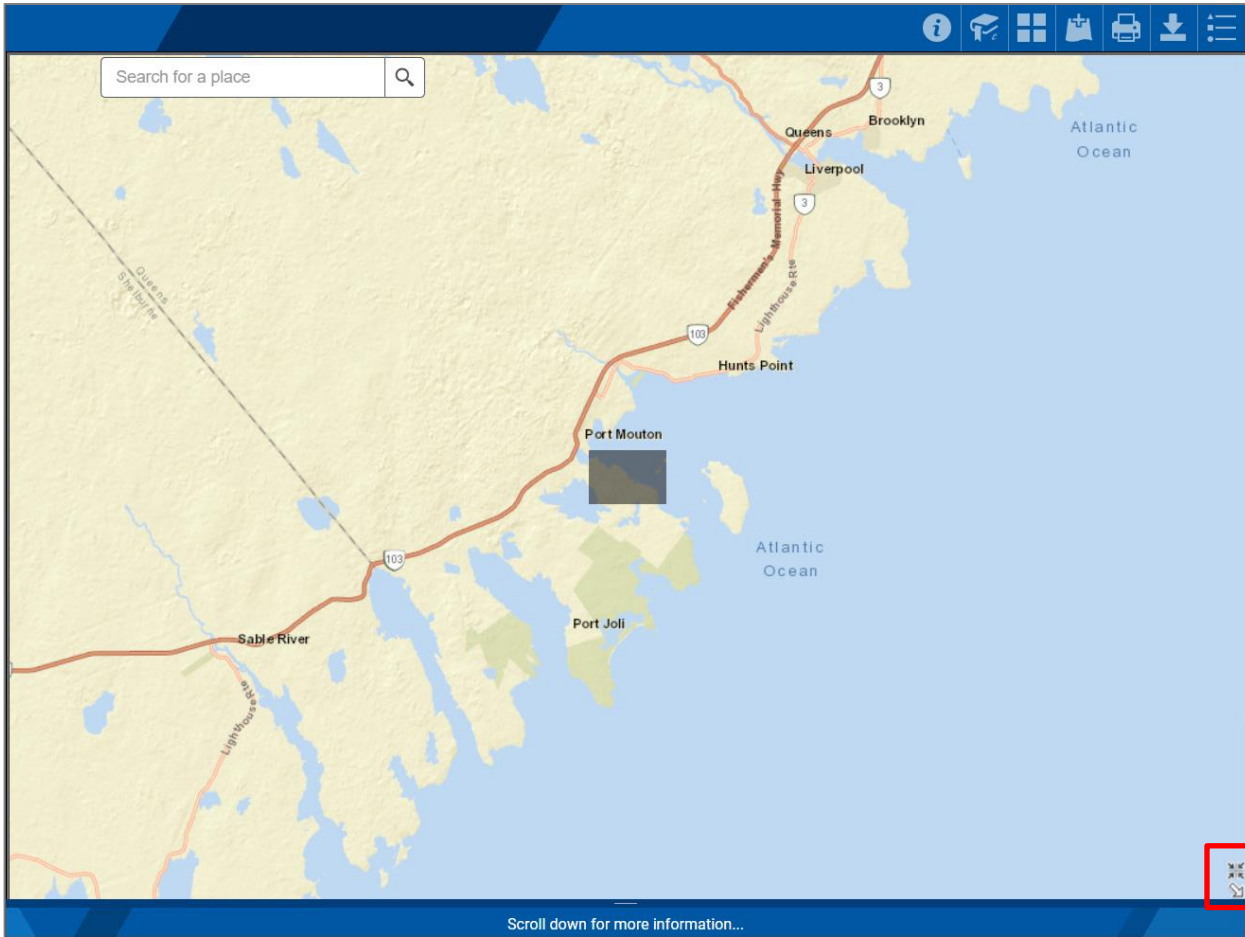 Search for a place
3
Brooklyn
Queens
Atlantic
Ocean
Liverpool
3
Fishermen's Memorial Hwy
Lighthouse Rte
Queens
Shelburne
103
Hunts Point
Port Mouton
Atlantic
Ocean
103
Port Joli
Sable River
Lighthouse Rte
Scroll down for more information...